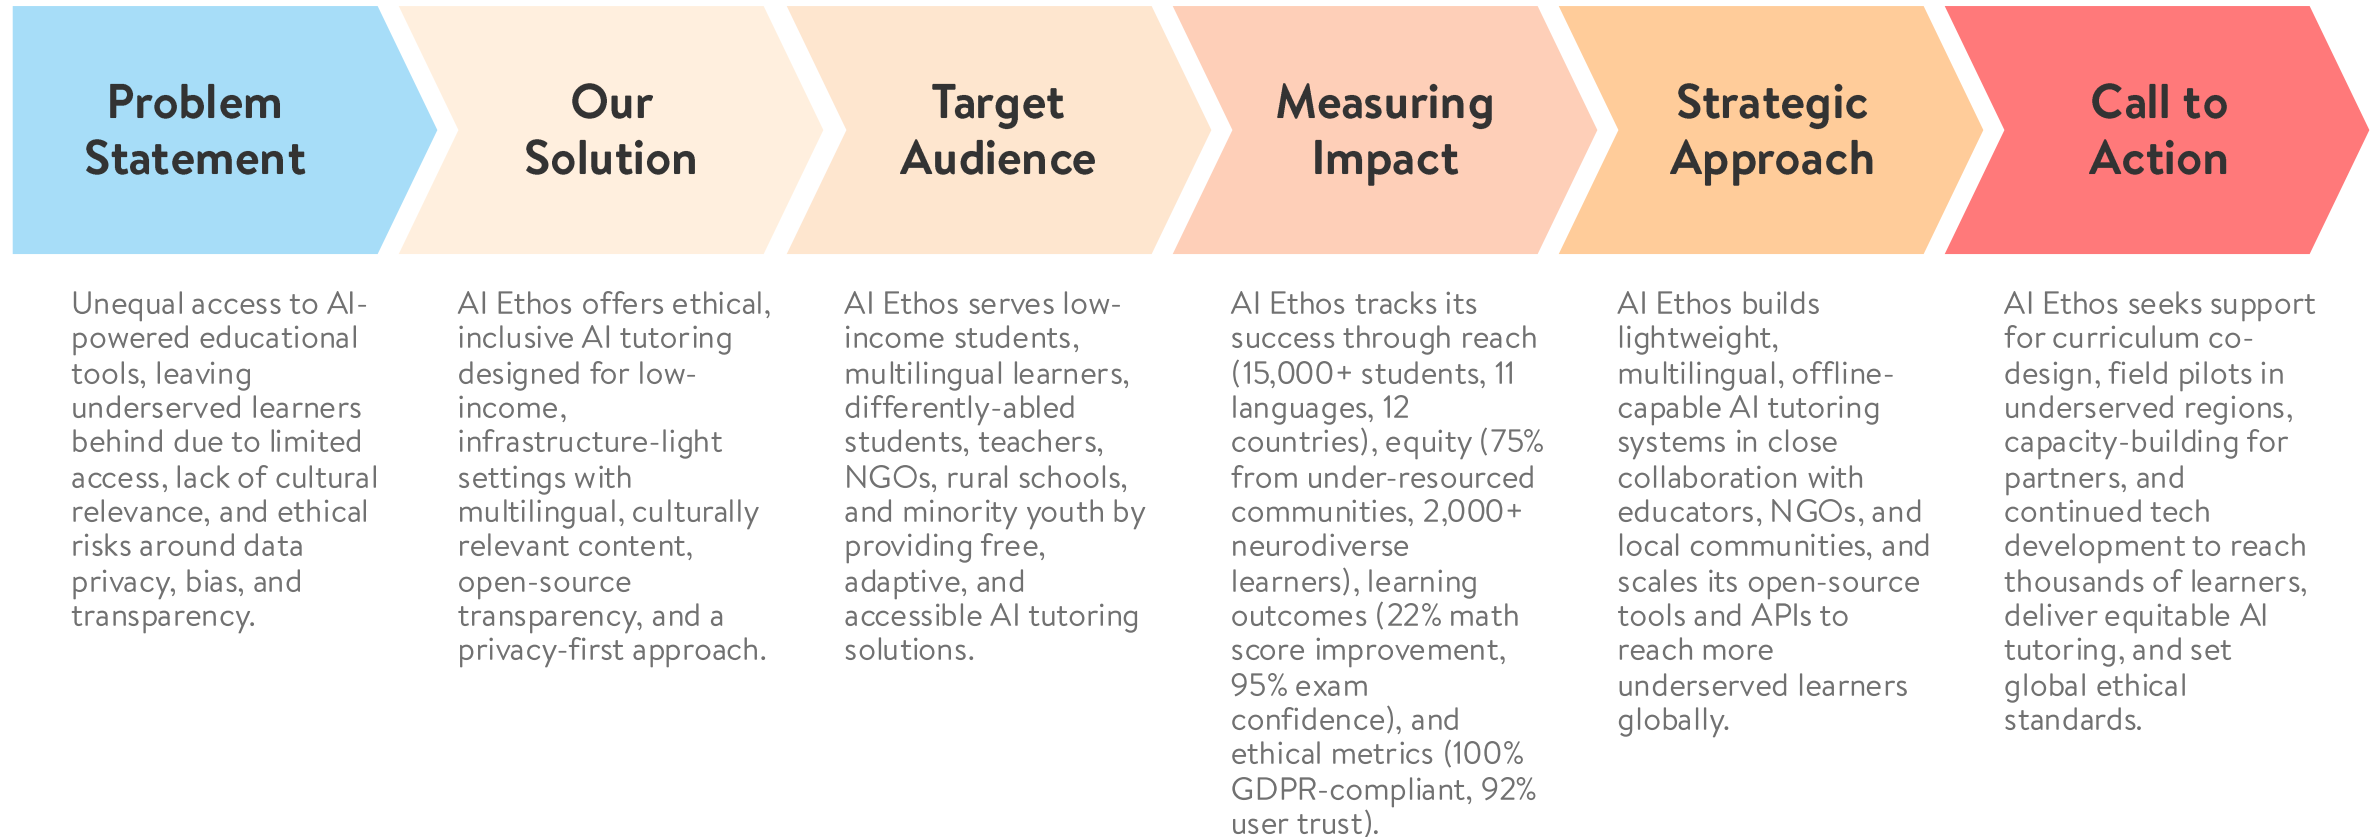 Problem
Statement
Unequal access to AI-
powered educational
tools, leaving
underserved learners
behind due to limited
access, lack of cultural
relevance, and ethical
risks around data
privacy, bias, and
transparency.
Our
Solution
AI Ethos offers ethical,
inclusive AI tutoring
designed for low-
income,
infrastructure-light
settings with
multilingual, culturally
relevant content,
open-source
transparency, and a
privacy-first approach.
Target
Audience
AI Ethos serves low-
income students,
multilingual learners,
differently-abled
students, teachers,
NGOs, rural schools,
and minority youth by
providing free,
adaptive, and
accessible AI tutoring
solutions.
Measuring
Impact
AI Ethos tracks its
success through reach
(15,000+ students, 11
languages, 12
countries), equity (75%
from under-resourced
communities, 2,000+
neurodiverse
learners), learning
outcomes (22% math
score improvement,
95% exam
confidence), and
ethical metrics (100%
GDPR-compliant, 92%
user trust).
Strategic
Approach
AI Ethos builds
lightweight,
multilingual, offline-
capable AI tutoring
systems in close
collaboration with
educators, NGOs, and
local communities, and
scales its open-source
tools and APIs to
reach more
underserved learners
globally.
Call to
Action
AI Ethos seeks support
for curriculum co-
design, field pilots in
underserved regions,
capacity-building for
partners, and
continued tech
development to reach
thousands of learners,
deliver equitable AI
tutoring, and set
global ethical
standards.